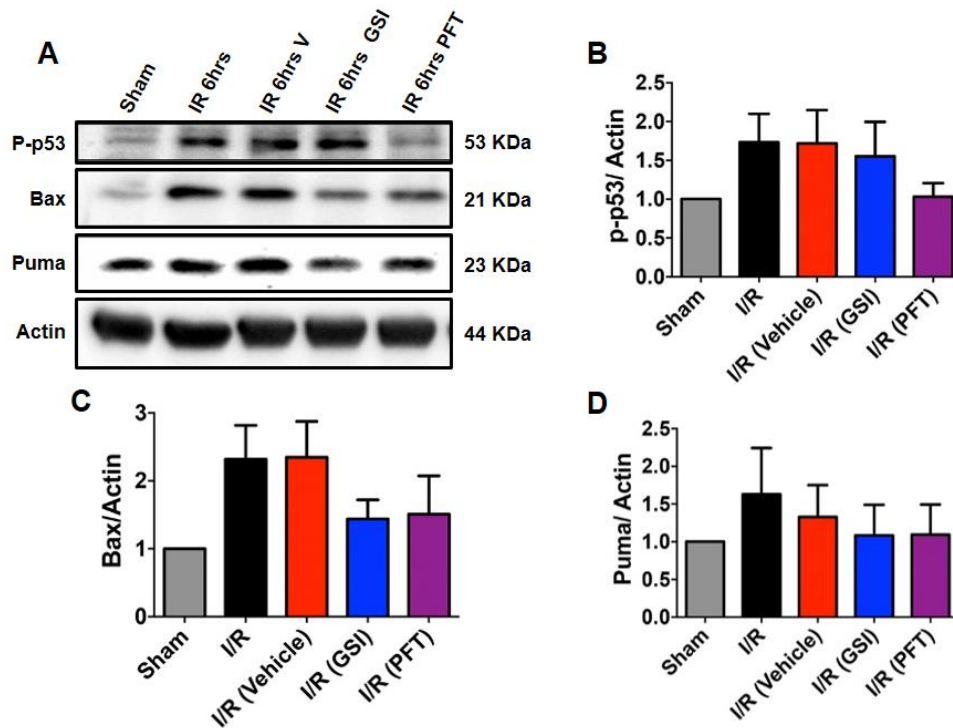 A
Sham
IR 6hrs
IR 6hrs V
IR 6hrs GSI
IR 6hrs PFT
P-p53
53 KDa
Bax
21 KDa
Puma
23 KDa
Actin
44 KDa
B
p-p53/ Actin
2.5
2.0
1.5
1.0
0.5
0.0
Sham
I/R
I/R (Vehicle)
I/R (GSI)
I/R (PFT)
C
Bax/Actin
3
2
1
0
Sham
I/R
I/R (Vehicle)
I/R (GSI)
I/R (PFT)
D
Puma/ Actin
2.5
2.0
1.5
1.0
0.5
0.0
Sham
I/R
I/R (Vehicle)
I/R (GSI)
I/R (PFT)